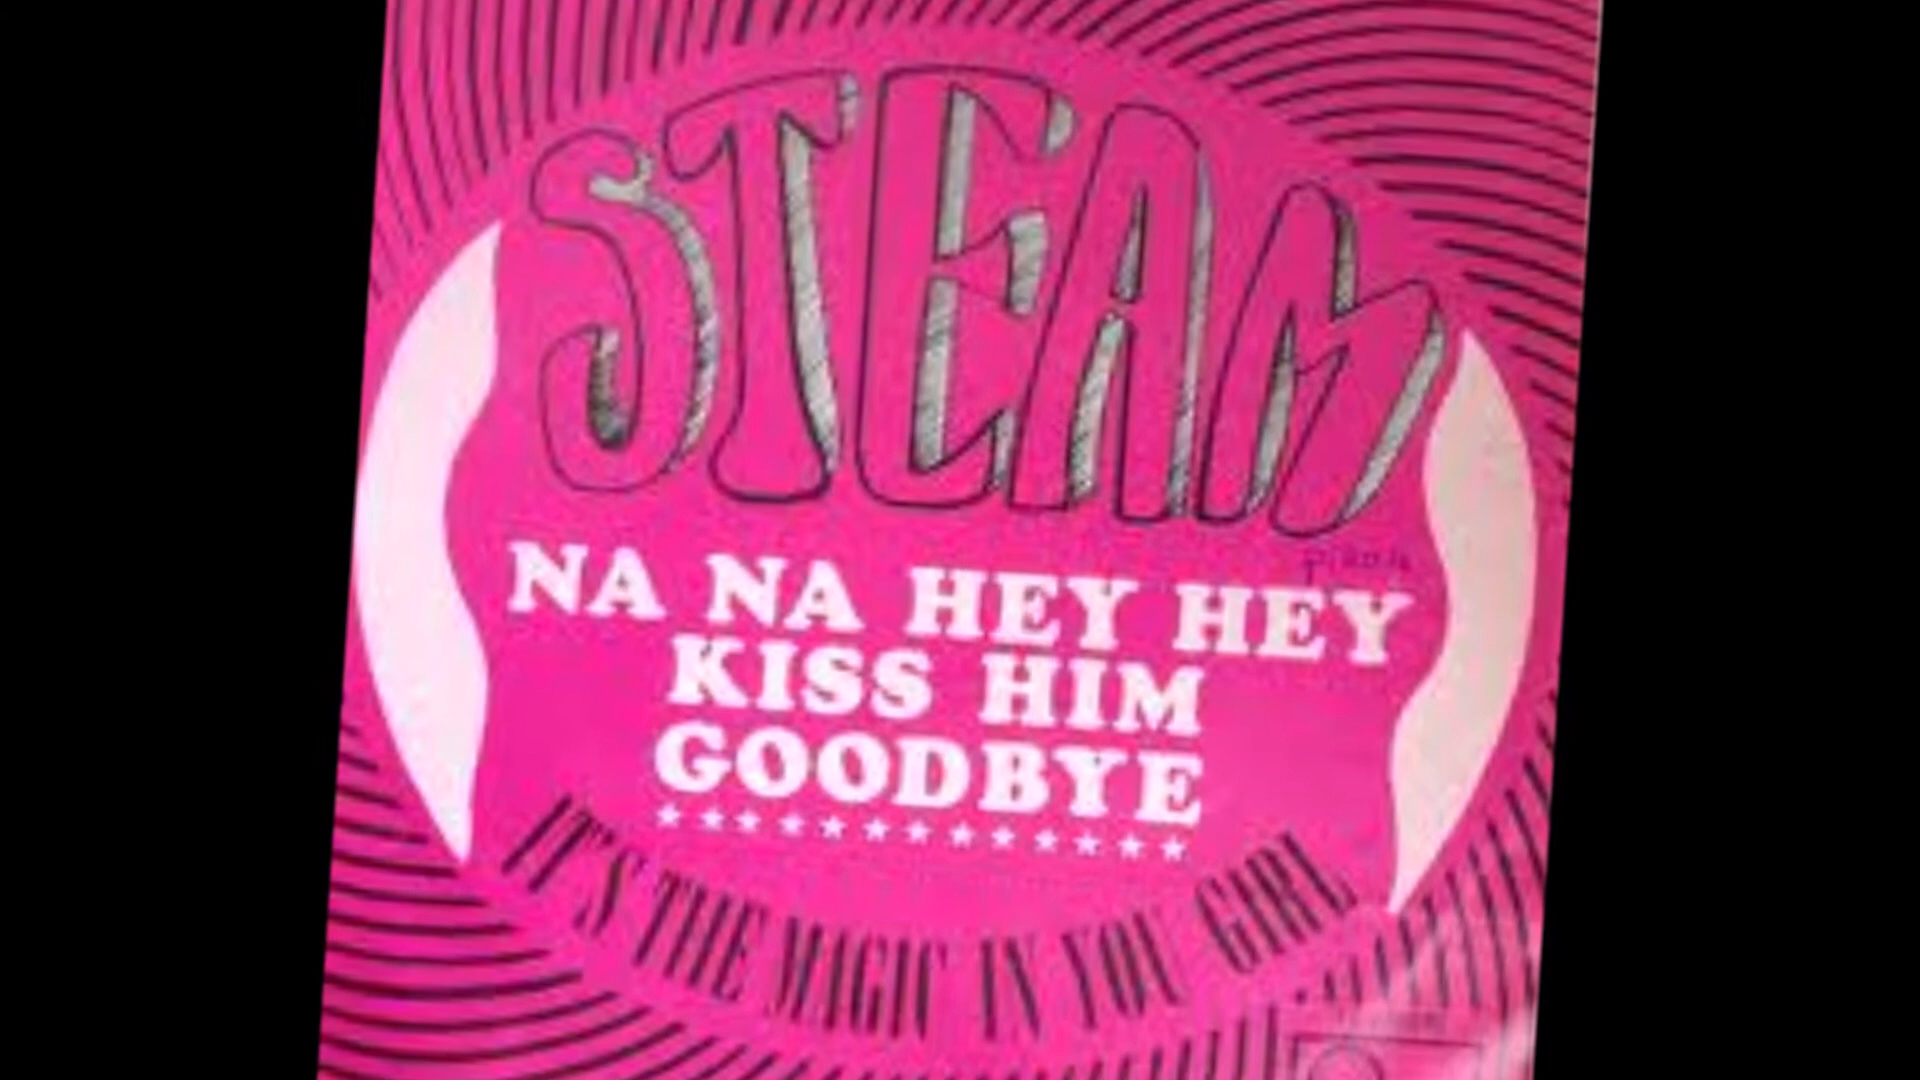 STEAM
NA NA HEY HEY
KISS HIM
GOODBYE
IT'S THE MAGIC IN YOU GIRL